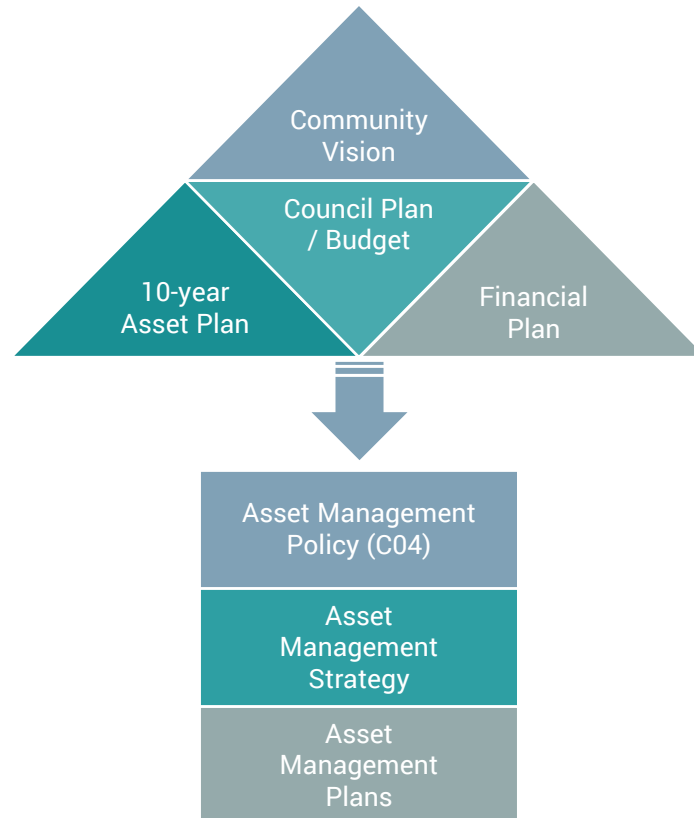 Community
Vision
Council Plan
/ Budget
10-year
Asset Plan
Financial
Plan
Asset Management
Policy (C04)
Asset
Management
Strategy
Asset
Management
Plans